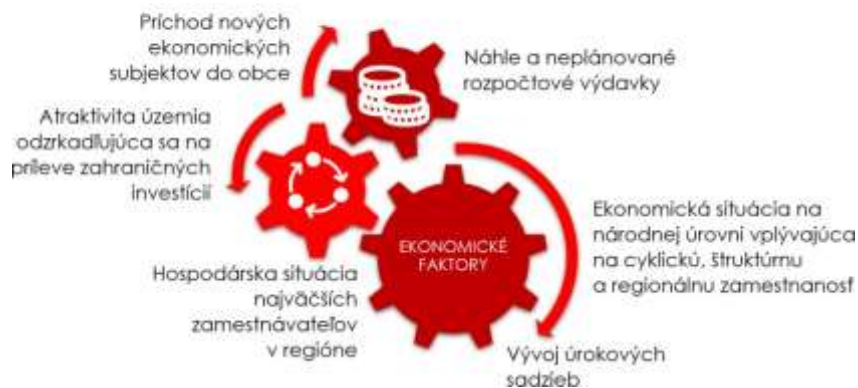 Príchod nových
ekonomických
subjektov do obce
Náhle a neplánované
rozpočtové výdavky
Atraktivita územia
odzrkadľujúca sa na
príleve zahraničných
investícií
Ekonomická situácia na
národnej úrovni vplývajúca
na cyklickú, štruktúrnu
a regionálnu zamestnanosť
EKONOMICKÉ
FAKTORY
Hospodárska situácia
najväčších
zamestnávateľov
v regióne
Vývoj úrokových
sadzieb